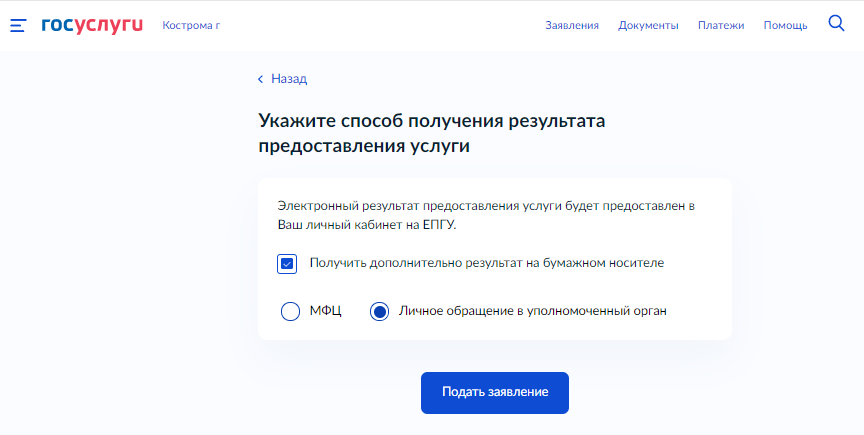 госуслуги Кострома г Заявления Документы Платежи Помощь
Назад
Укажите способ получения результата
предоставления услуги
Электронный результат предоставления услуги будет предоставлен в
Ваш личный кабинет на ЕПГУ.
Получить дополнительно результат на бумажном носителе
МФЦ Личное обращение в уполномоченный орган
Подать заявление